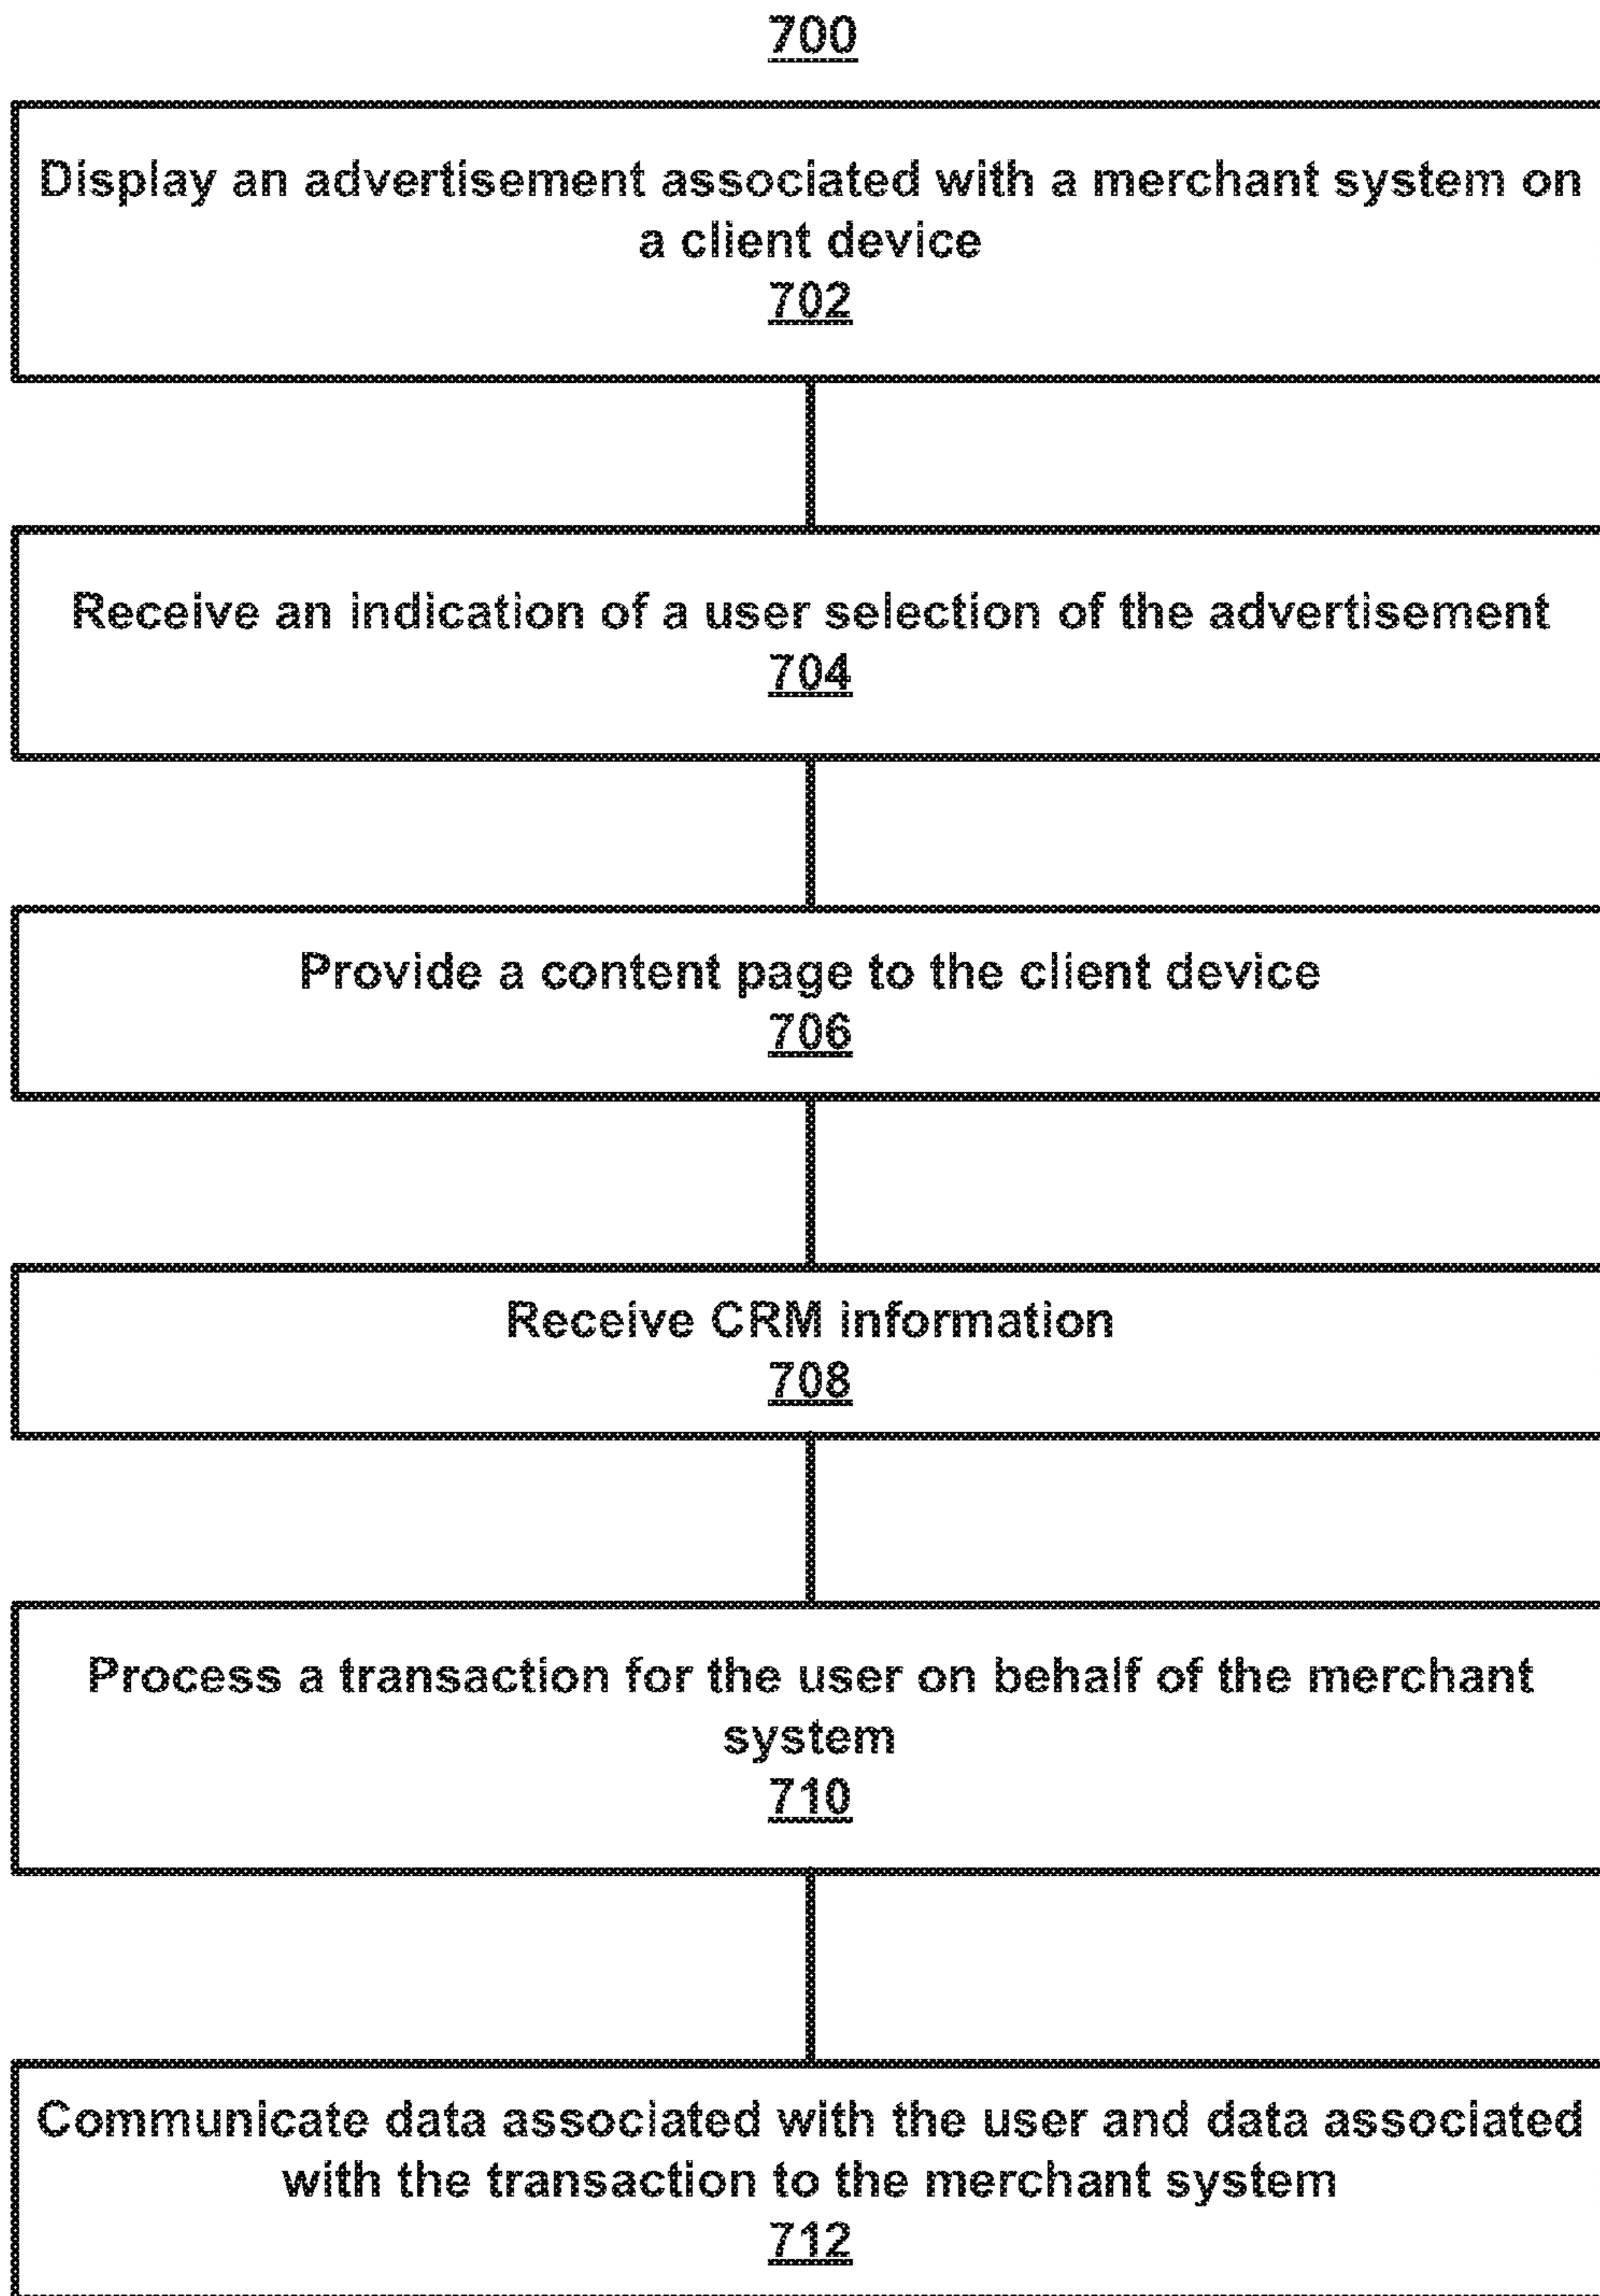 700
Display an advertisement associated with a merchant system on
a client device
702
Receive an indication of a user selection of the advertisement
704
Provide a content page to the client device
706
Receive CRM information
708
Process a transaction for the user on behalf of the merchant
system
710
Communicate data associated with the user and data associated
with the transaction to the merchant system
712